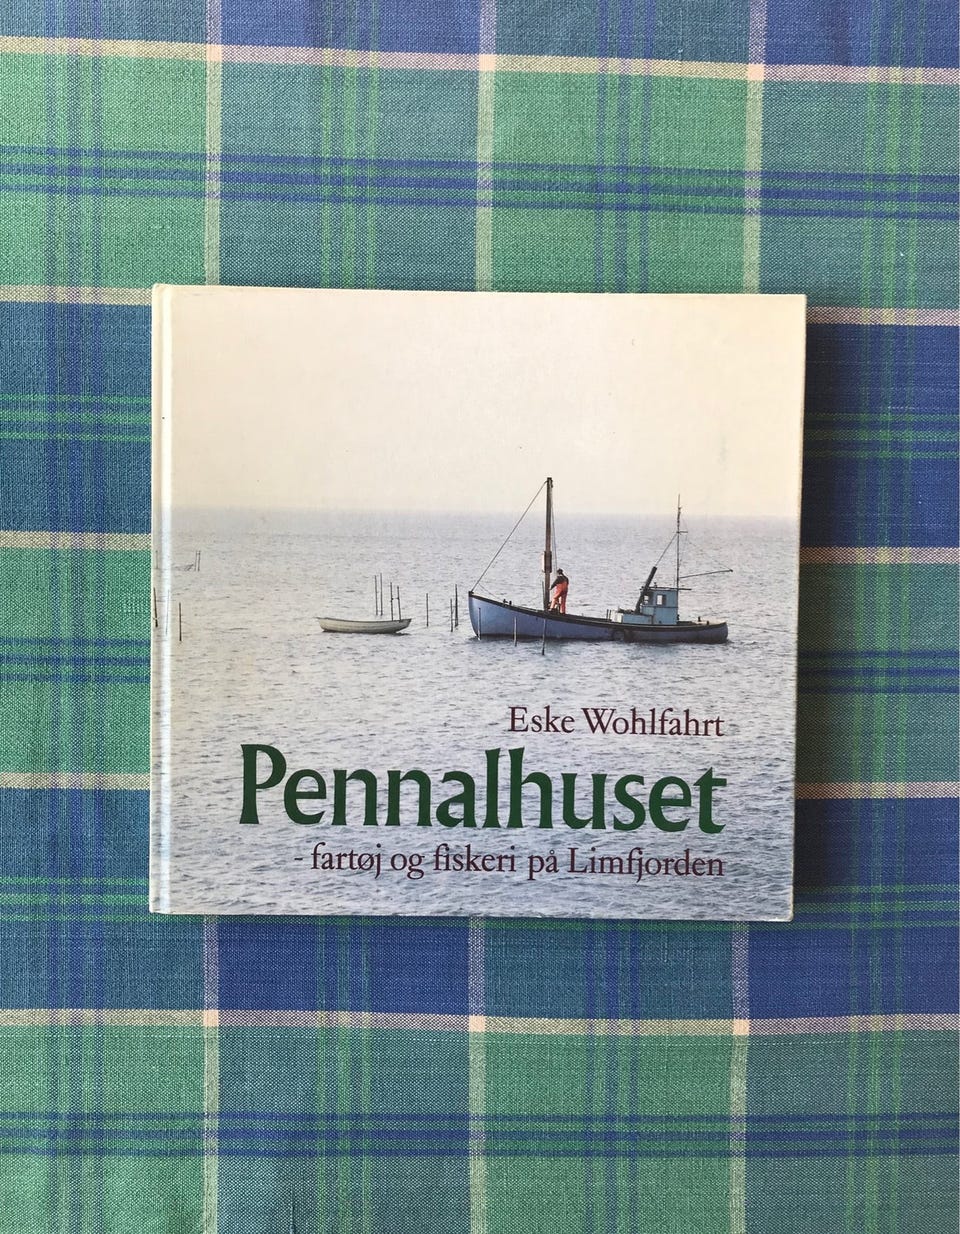 Eske Wohlfahrt
Pennalhuset
- fartøj og fiskeri på Limfjorden